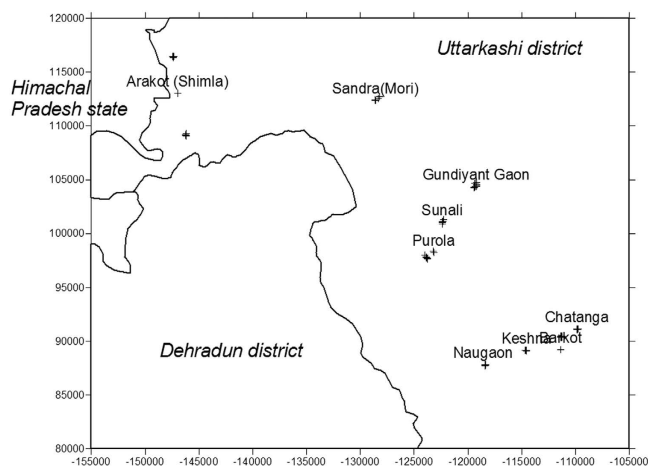 120000
115000
110000
105000
100000
95000
90000
85000
80000
Uttarkashi district
Himachal
Pradesh state
Arakot (Shimla)
Sandra(Mori)
Gundiyant Gaon
Sunali
Purola
Chatanga
Keshna
Barkot
Naugaon
Dehradun district
-155000 -150000 -145000 -140000 -135000 -130000 -125000 -120000 -115000 -110000 -105000